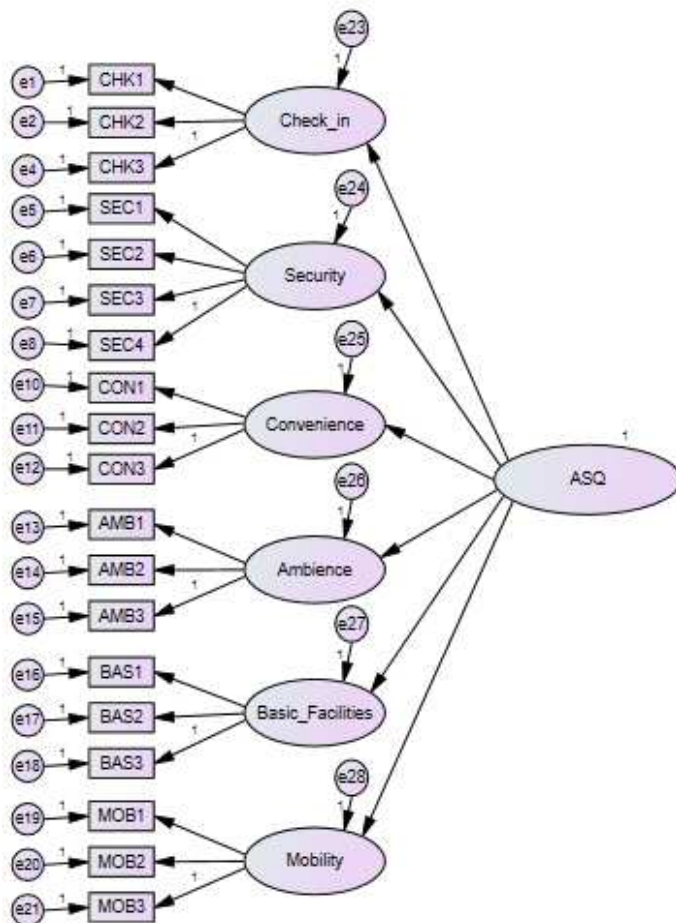 e23
1
e1 1 CHK1
e2 1 CHK2 Check_in
1
e4 1 CHK3
e24
1
e5 1 SEC1
e6 1 SEC2 Security
e7 1 SEC3
1
e8 1 SEC4
e25
1
e10 1 CON1
e11 1 CON2 Convenience
1
e12 1 CON3
1
ASQ
e26
1
e13 1 AMB1
e14 1 AMB2 Ambience
1
e15 1 AMB3
e27
1
e16 1 BAS1
e17 1 BAS2 Basic_Facilities
1
e18 1 BAS3
e28
1
e19 1 MOB1
e20 1 MOB2 Mobility
1
e21 1 MOB3